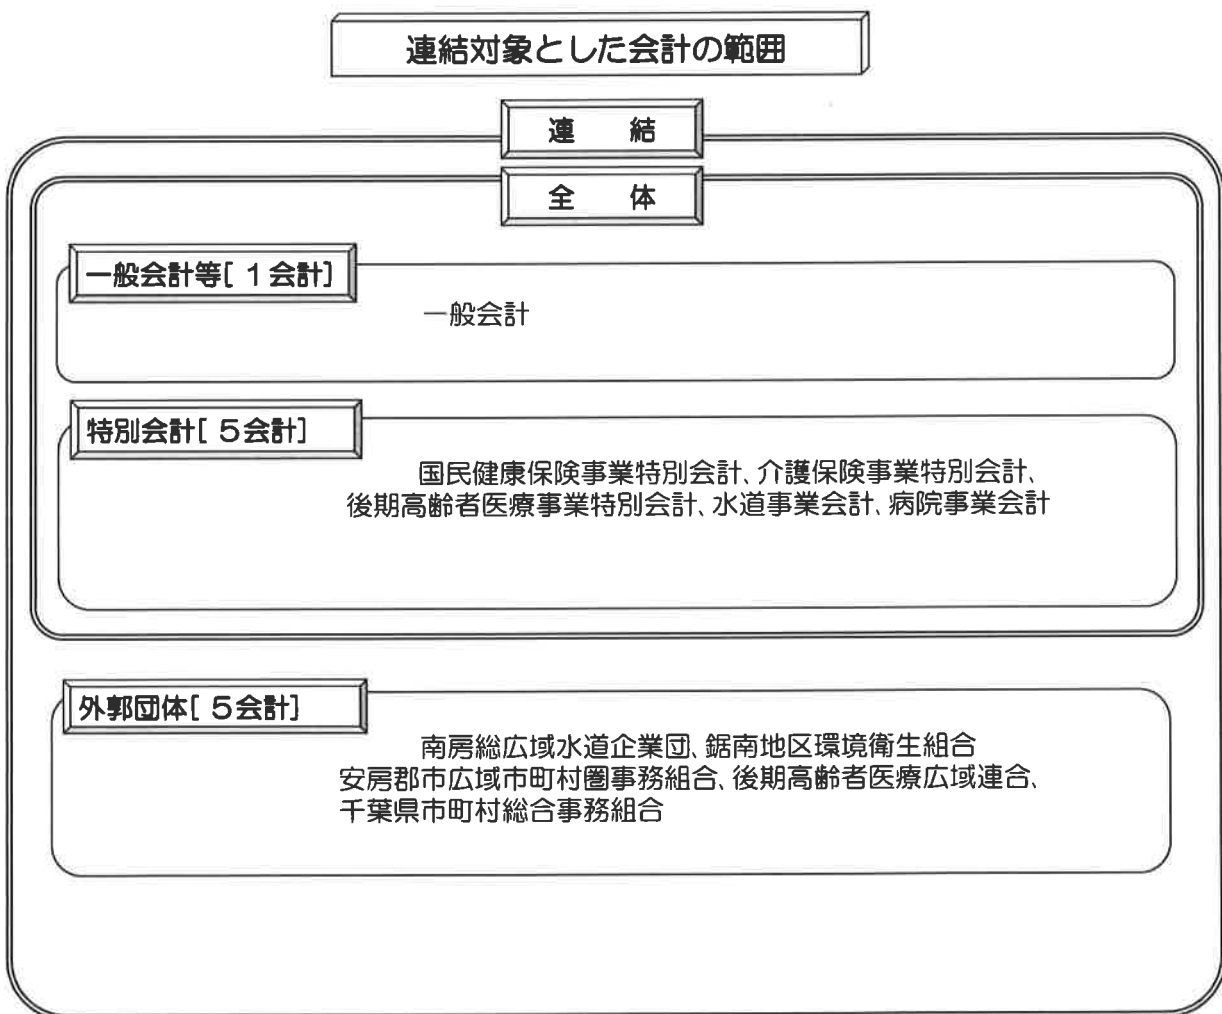 連結対象とした会計の範囲
連 結
全 体
一般会計等[ 1会計]
一般会計
特別会計[ 5会計]
国民健康保険事業特別会計、介護保険事業特別会計、
後期高齢者医療事業特別会計、水道事業会計、病院事業会計
外郭団体[ 5会計]
南房総広域水道企業団、鋸南地区環境衛生組合
安房郡市広域市町村圏事務組合、後期高齢者医療広域連合、
千葉県市町村総合事務組合